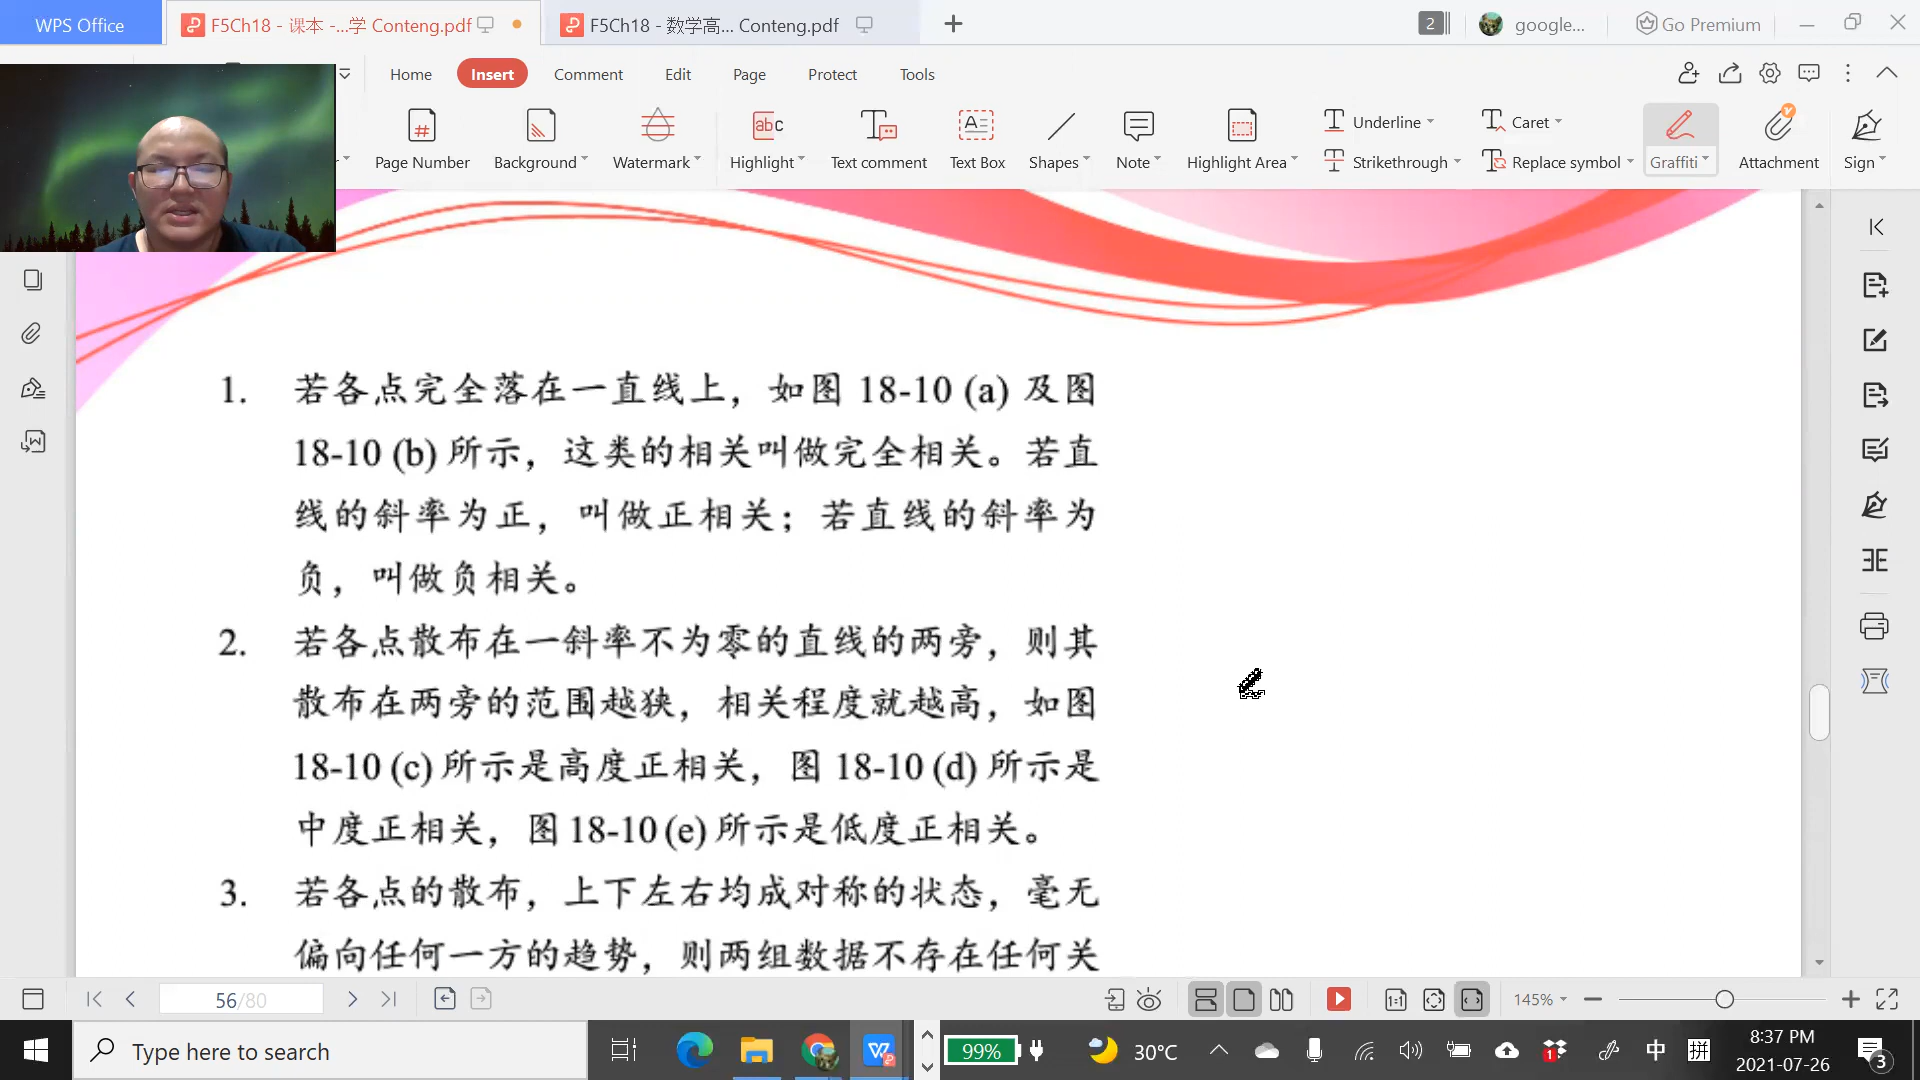 WPS Office
F5Ch18 - 课本 -...学 Conteng.pdf
F5Ch18 - 数学高... Conteng.pdf
2
google...
Go Premium
Home
Insert
Comment
Edit
Page
Protect
Tools
Page Number
Background
Watermark
Highlight
Text comment
Text Box
Shapes
Note
Highlight Area
Underline
Strikethrough
Caret
Replace symbol
Graffiti
Attachment
Sign
1. 若各点完全落在一直线上，如图 18-10 (a) 及图
18-10 (b) 所示，这类的相关叫做完全相关。若直
线的斜率为正，叫做正相关；若直线的斜率为
负，叫做负相关。
2. 若各点散布在一斜率不为零的直线的两旁，则其
散布在两旁的范围越狭，相关程度就越高，如图
18-10 (c) 所示是高度正相关，图 18-10 (d) 所示是
中度正相关，图 18-10 (e) 所示是低度正相关。
3. 若各点的散布，上下左右均成对称的状态，毫无
偏向任何一方的趋势，则两组数据不存在任何关
56/80
145%
Type here to search
99%
30°C
1
中
拼
8:37 PM
2021-07-26
3